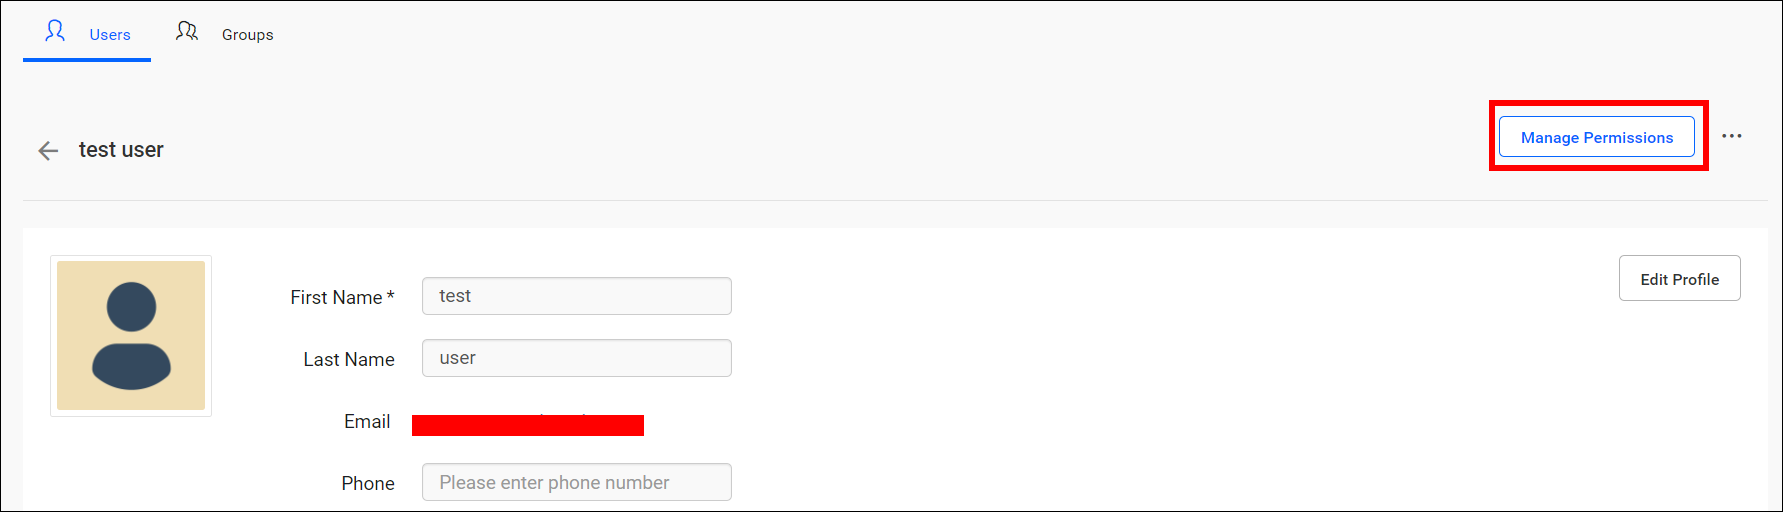 Users Groups
test user
Manage Permissions
Edit Profile
First Name * test
Last Name user
Email
Phone Please enter phone number